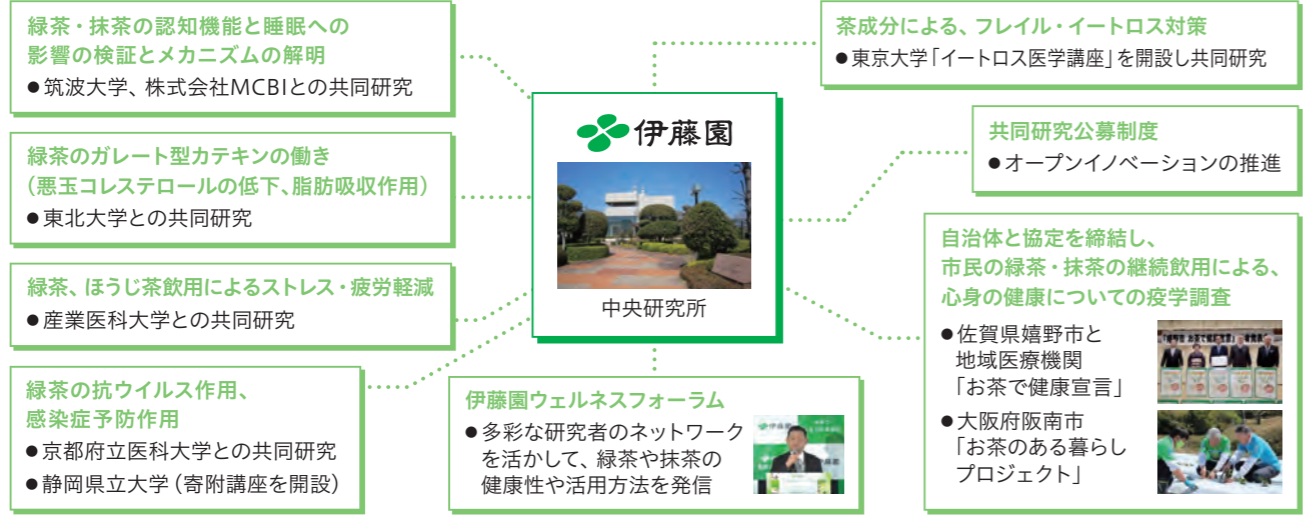 緑茶・抹茶の認知機能と睡眠への
影響の検証とメカニズムの解明
●筑波大学、株式会社MCBIとの共同研究
緑茶のガレート型カテキンの働き
（悪玉コレステロールの低下、脂肪吸収作用）
●東北大学との共同研究
緑茶、ほうじ茶飲用によるストレス・疲労軽減
●産業医科大学との共同研究
緑茶の抗ウイルス作用、
感染症予防作用
●京都府立医科大学との共同研究
●静岡県立大学（寄附講座を開設）
伊藤園
中央研究所
伊藤園ウェルネスフォーラム
●多彩な研究者のネットワーク
を活かして、緑茶や抹茶の
健康性や活用方法を発信
茶成分による、フレイル・イートロス対策
●東京大学「イートロス医学講座」を開設し共同研究
共同研究公募制度
●オープンイノベーションの推進
自治体と協定を締結し、
市民の緑茶・抹茶の継続飲用による、
心身の健康についての疫学調査
●佐賀県嬉野市と
地域医療機関
「お茶で健康宣言」
●大阪府阪南市
「お茶のある暮らし
プロジェクト」